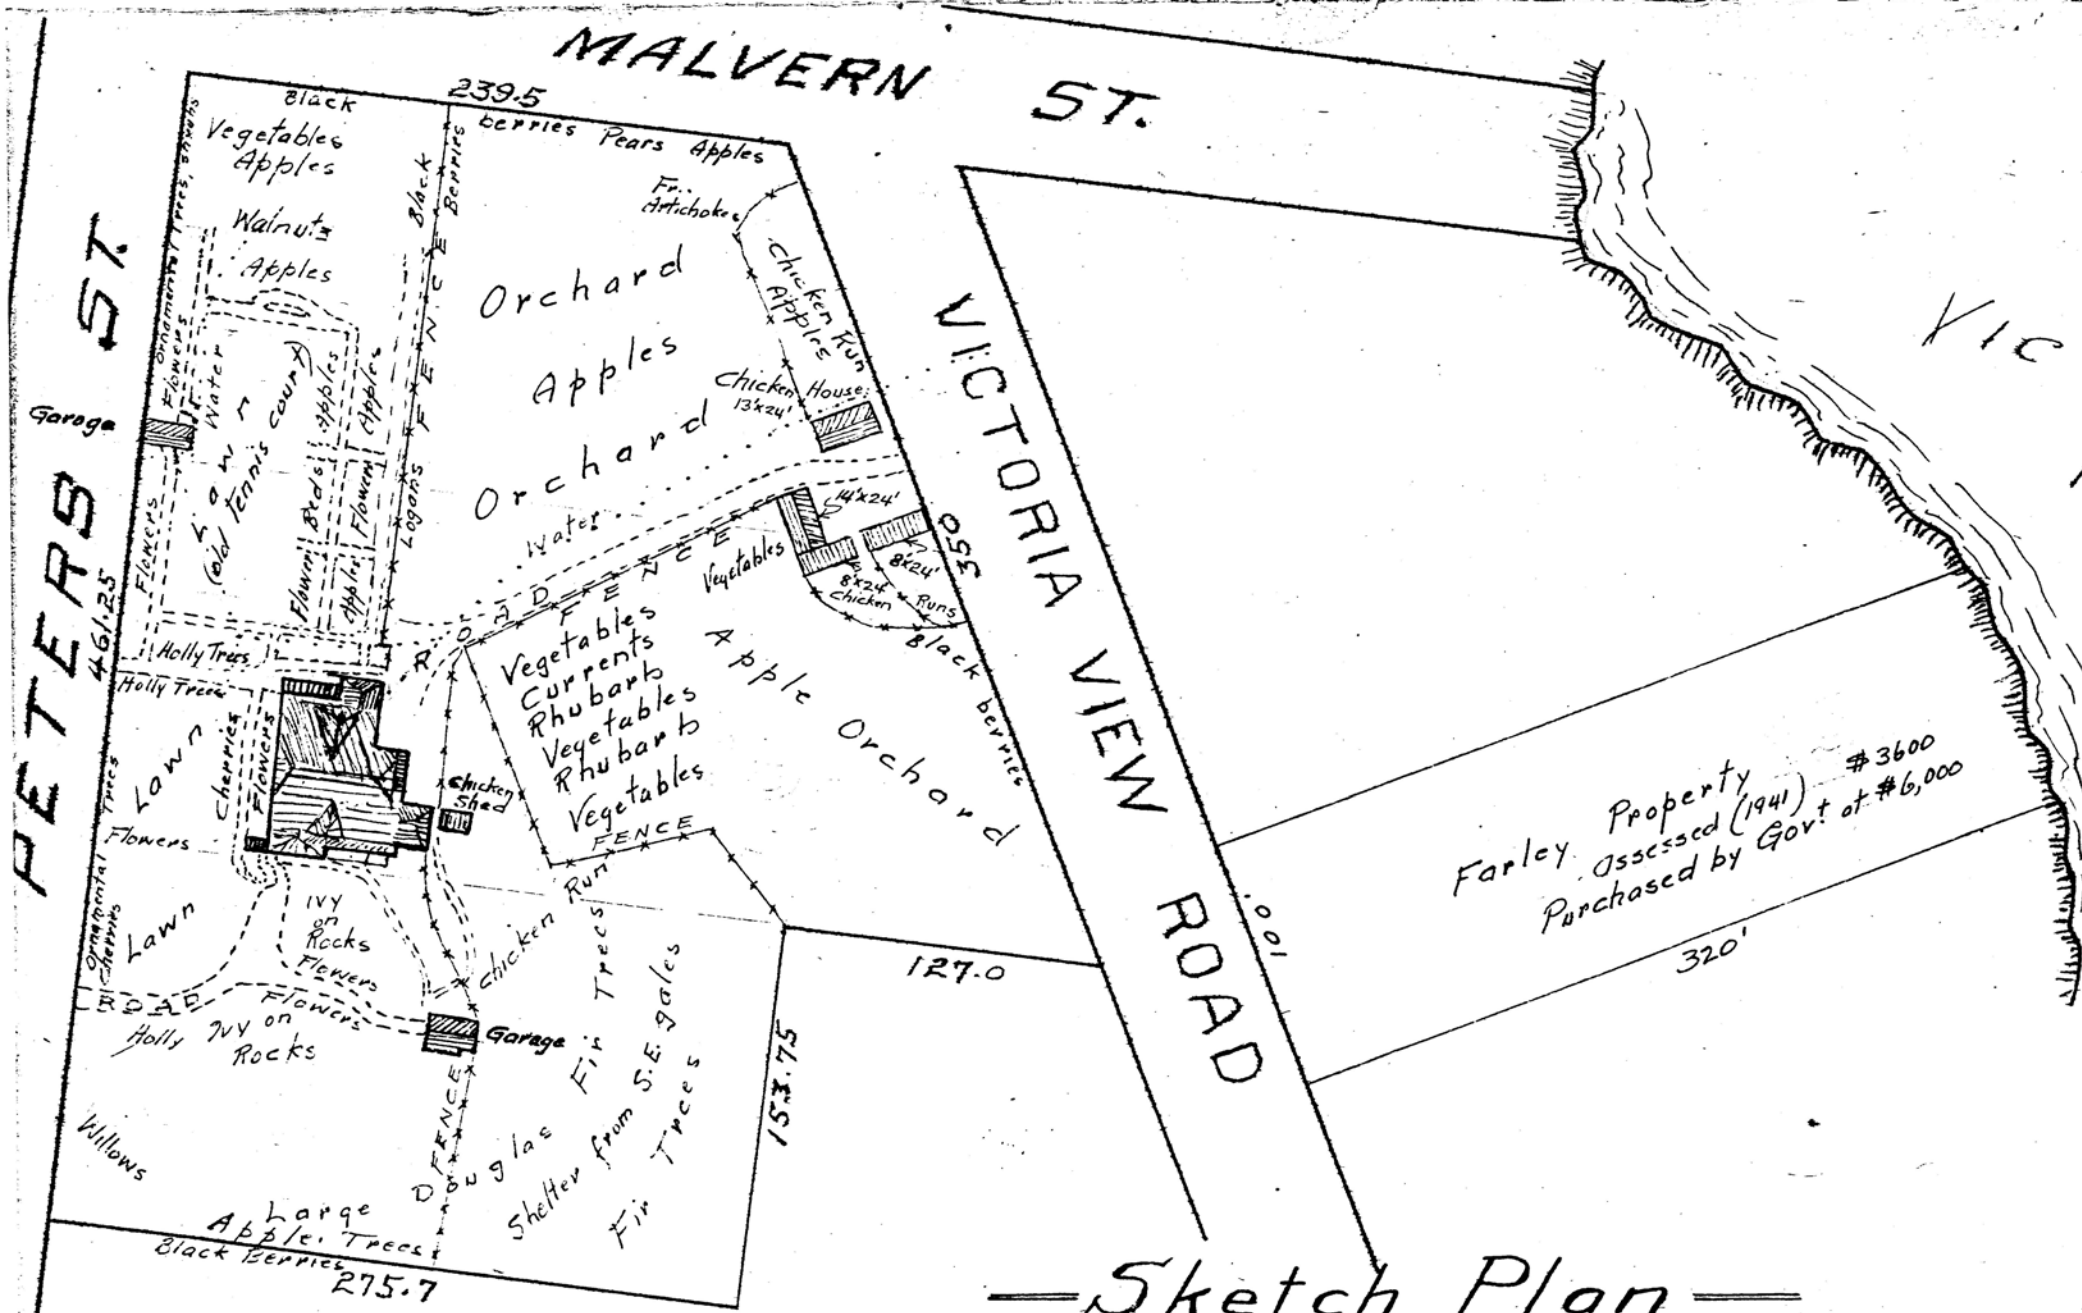 MALVERN ST.
PETERS ST.
VICTORIA VIEW ROAD
VIC
239.5
Black berries Pears Apples
Vegetables
Apples
Walnuts
Apples
Ornamental Trees, shrubs
Flowers
Water
Lawn
(old Tennis Court)
Garage
Flowers
461.25
Black Berries
FENCE
Logans
Apples
Apples
Flower Beds
Flower
Apples
Holly Trees
Holly Trees
Fr..
Artichokes
Chicken Run
Apples
Orchard
Apples
Orchard
Chicken House
13'x24'
Water
ROAD
FENCE
14'x24'
8'x24'
8'x24'
Chicken Runs
Vegetables
350
Black berries
Vegetables
Currents
Rhubarb
Vegetables
Rhubarb
Vegetables
FENCE
Apple Orchard
Lawn
Cherries
Flowers
Trees
Flowers
Chicken
Shed
Ornamental
Cherries
Lawn
Ivy
on
Rocks
Flowers
Chicken Run
ROAD
Flowers
Holly
Ivy on
Rocks
Garage
FENCE
Willows
Douglas Fir Trees
Shelter from S.E. gales
Fir Trees
Large
Apple Trees
Black Berries
275.7
153.75
127.0
100'
Farley Property
assessed (1941) #3600
Purchased by Gov't at #6,000
320'
Sketch Plan